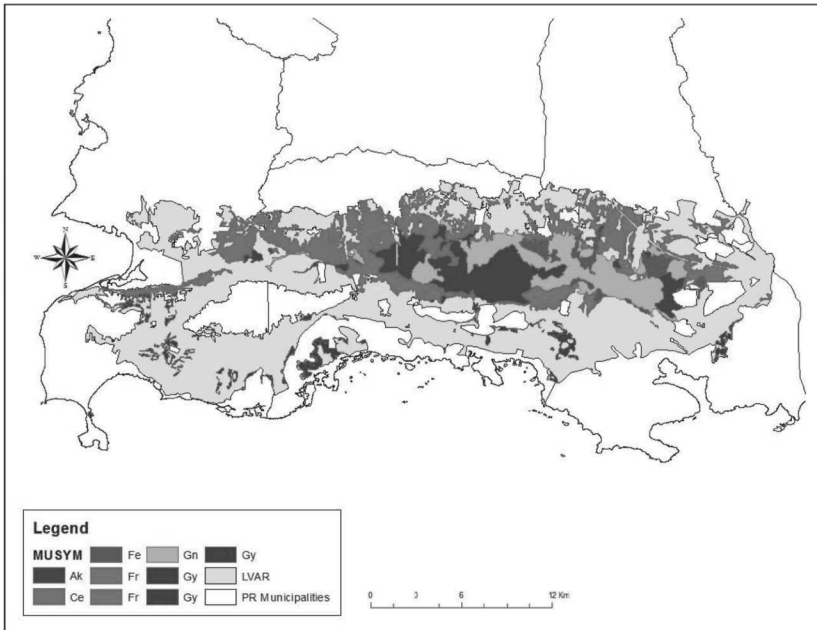 N
W E
S
Legend
MUSYM Fe Gn Gy
Ak Fr Gy LVAR
Ce Fr Gy PR Municipalities
0 3 6 12 Km